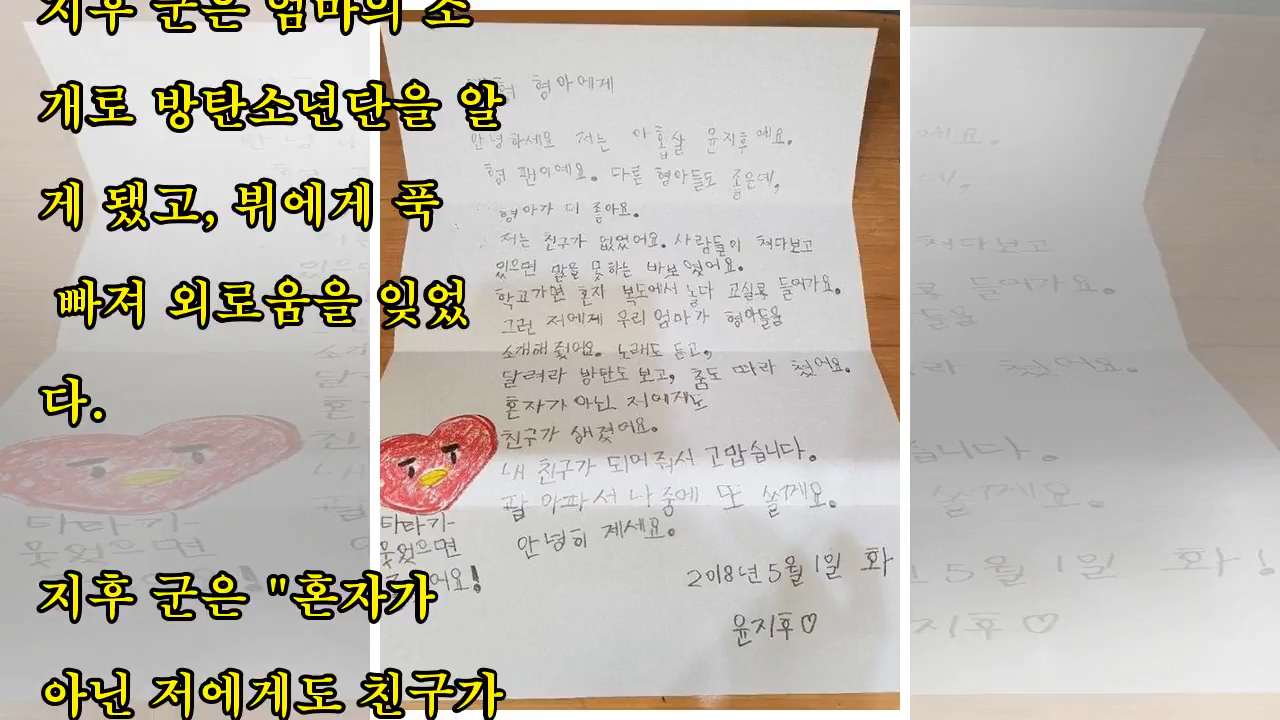 지후 군은 엄마의 소
개로 방탄소년단을 알
게 됐고, 뷔에게 푹
빠져 외로움을 잊었
다.
지후 군은 "혼자가
아닌 저에게도 친구가
형아에게
안녕하세요 저는 아홉살 윤지후예요.
형 팬이예요. 다른 형아들도 좋은데,
형아가 더 좋아요.
저는 친구가 없었어요. 사람들이 쳐다보고
있으면 말을 못하는 바보였어요.
학교가면 혼자 복도에서 놀다 교실로 들어가요.
그런 저에게 우리 엄마가 형아들을
소개해줬어요. 노래도 듣고,
달려라 방탄도 보고, 춤도 따라 췄어요.
혼자가 아닌 저에게도
친구가 생겼어요.
내 친구가 되어줘서 고맙습니다.
팔 아파서 나중에 또 쓸께요.
안녕히 계세요.
2018년 5월 1일 화
윤지후♡
타타가
웃었으면
어요!